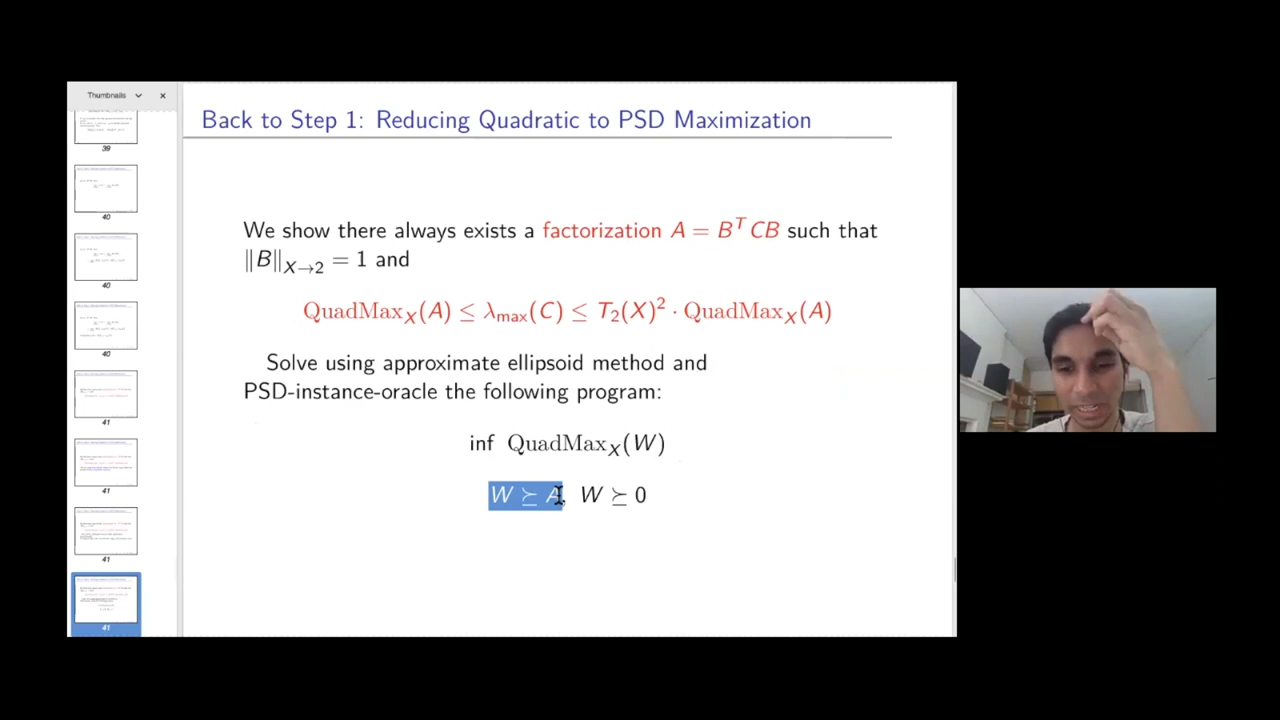 Thumbnails
39
40
40
40
41
41
41
41
Back to Step 1: Reducing Quadratic to PSD Maximization
We show there always exists a factorization A = BᵀCB such that
‖B‖_{X→2} = 1 and
QuadMax_X(A) ≤ λ_max(C) ≤ T₂(X)² · QuadMax_X(A)
Solve using approximate ellipsoid method and
PSD-instance-oracle the following program:
inf QuadMax_X(W)
W ⪰ A, W ⪰ 0